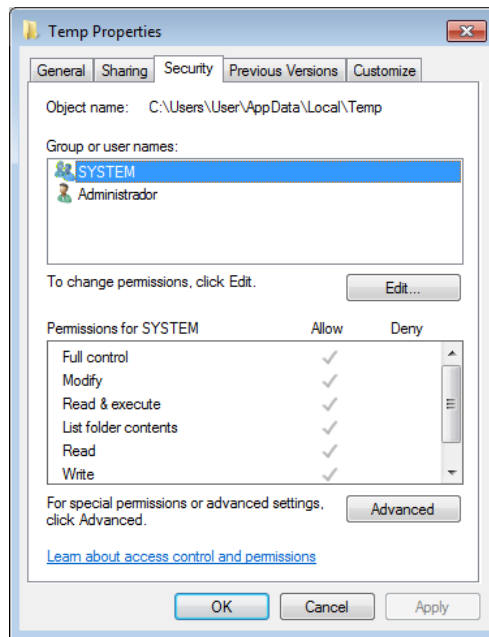 Temp Properties
General Sharing Security Previous Versions Customize
Object name: C:\Users\User\AppData\Local\Temp
Group or user names:
SYSTEM
Administrador
To change permissions, click Edit.
Edit...
Permissions for SYSTEM Allow Deny
Full control
Modify
Read & execute
List folder contents
Read
Write
For special permissions or advanced settings,
click Advanced.
Advanced
Learn about access control and permissions
OK Cancel Apply